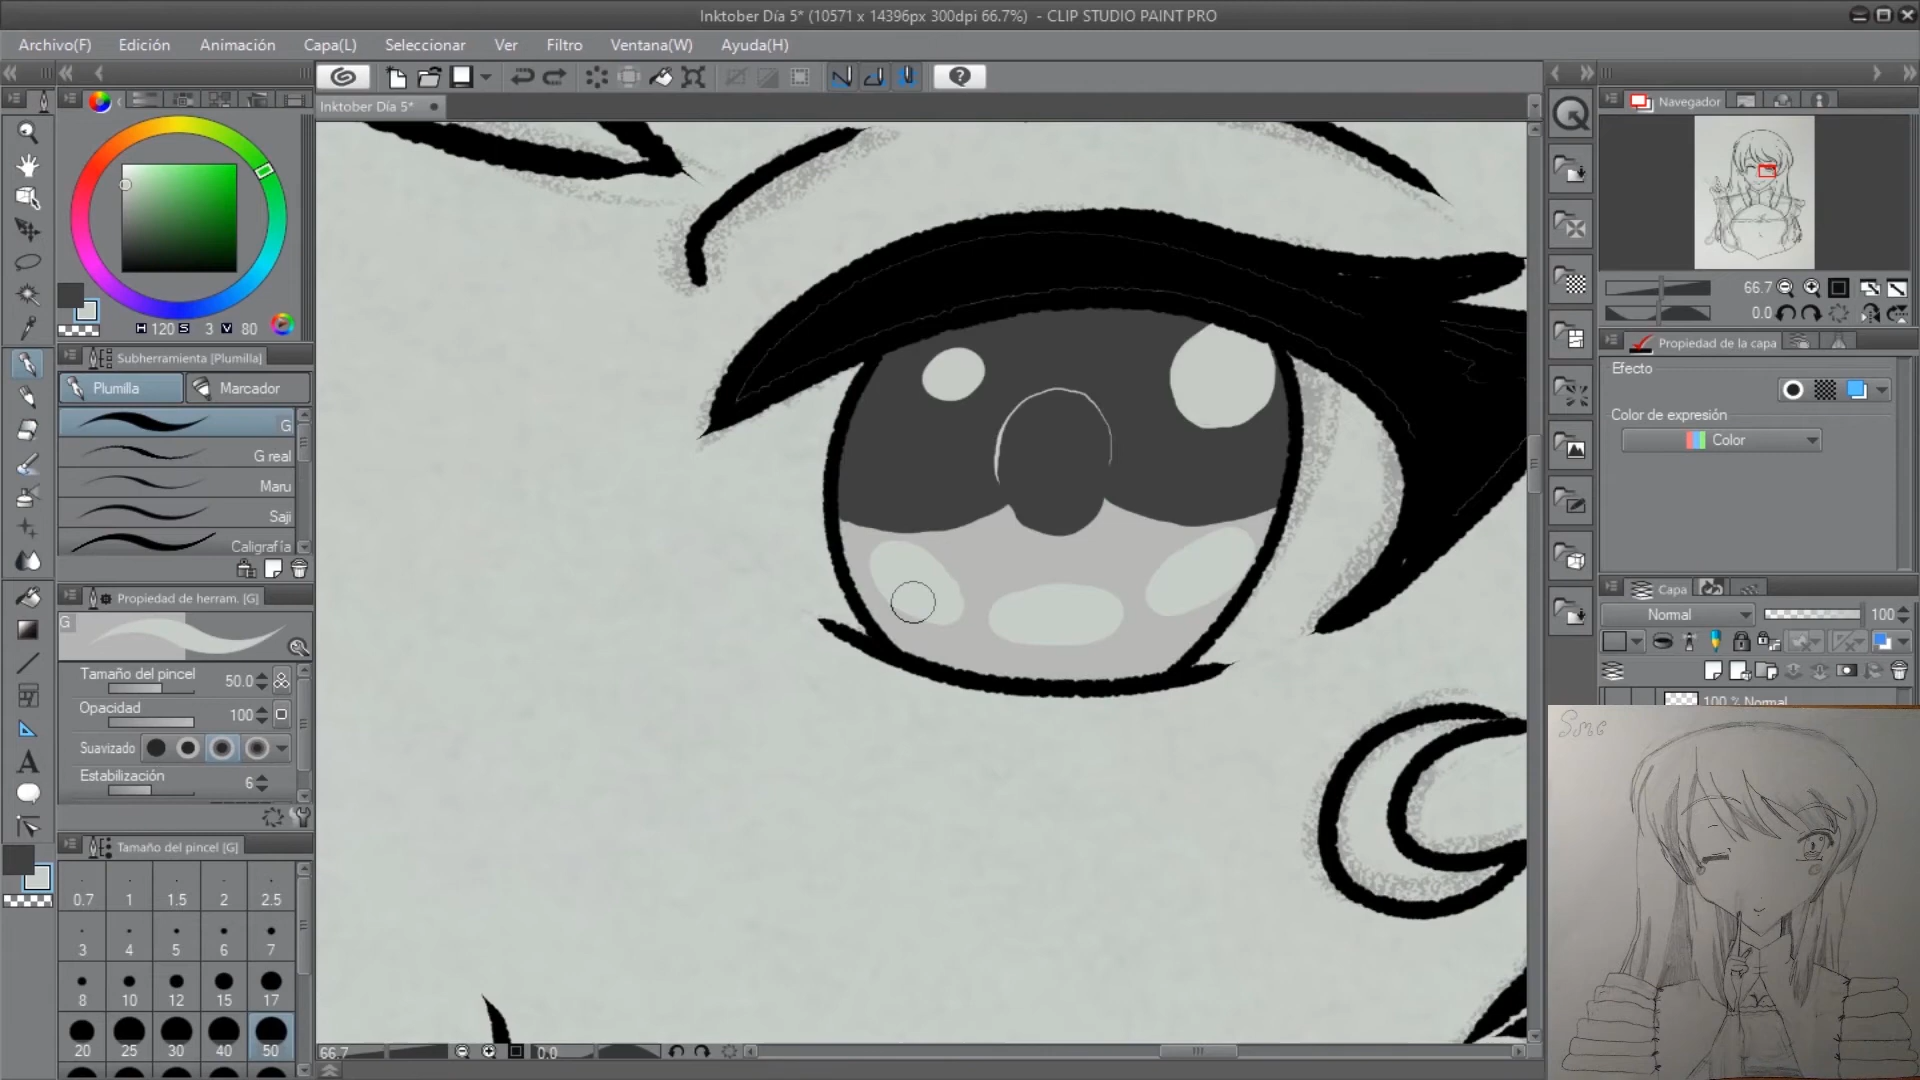 Inktober Día 5* (10571 x 14396px 300dpi 66.7%) - CLIP STUDIO PAINT PRO
Archivo(F) Edición Animación Capa(L) Seleccionar Ver Filtro Ventana(W) Ayuda(H)
Inktober Día 5*
Navegador
H 120 S 3 V 80
66.7
0.0
Subherramienta [Plumilla]
Propiedad de la capa
Plumilla Marcador
Efecto
G
Color de expresión
Color
G real
Maru
Saji
Caligrafía
Propiedad de herram. [G]
Capa
G
Normal 100
Tamaño del pincel 50.0
100 % Normal
Opacidad 100
Suavizado
Estabilización 6
Tamaño del pincel [G]
0.7 1 1.5 2 2.5
3 4 5 6 7
8 10 12 15 17
20 25 30 40 50
66.7 0.0